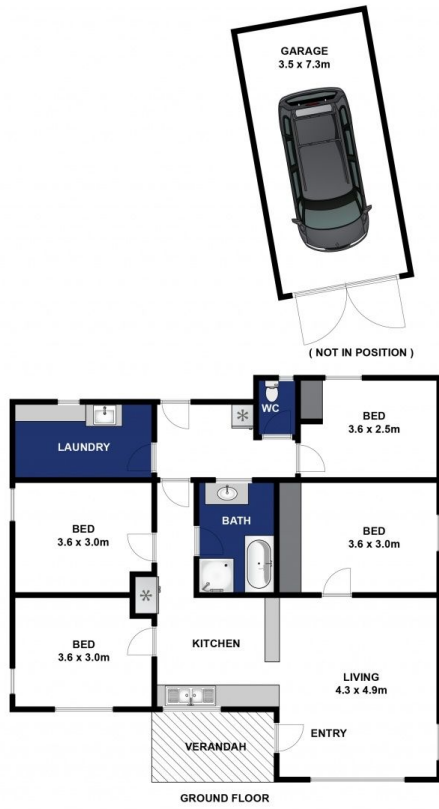 GARAGE
3.5 x 7.3m
( NOT IN POSITION )
WC
BED
3.6 x 2.5m
LAUNDRY
BED
3.6 x 3.0m
BATH
BED
3.6 x 3.0m
BED
3.6 x 3.0m
KITCHEN
LIVING
4.3 x 4.9m
ENTRY
VERANDAH
GROUND FLOOR